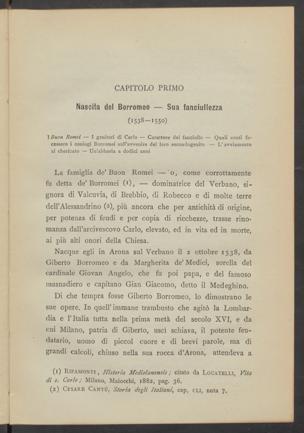 CAPITOLO PRIMO
Nascita del Borromeo — Sua fanciullezza
(1538—1550)
I Buon Romei — I genitori di Carlo — Carattere del fanciullo — Quali conti fa-
cessero i coniugi Borromei sull'avvenire del loro secondogenito — L'avviamento
al chericato — Un'abbazia a dodici anni
La famiglia de' Buon Romei — o, come correttamente
fu detta de' Borromei (1), — dominatrice del Verbano, si-
gnora di Valcuvia, di Brebbio, di Robecco e di molte terre
dell'Alessandrino (2), più ancora che per antichità di origine,
per potenza di feudi e per copia di ricchezze, trasse rino-
manza dall'arcivescovo Carlo, elevato, ed in vita ed in morte,
ai più alti onori della Chiesa.
Nacque egli in Arona sul Verbano il 2 ottobre 1538, da
Giberto Borromeo e da Margherita de' Medici, sorella del
cardinale Giovan Angelo, che fu poi papa, e del famoso
masnadiero e capitano Gian Giacomo, detto il Medeghino.
Di che tempra fosse Giberto Borromeo, lo dimostrano le
sue opere. In quell'immane trambusto che agitò la Lombar-
dia e l'Italia tutta nella prima metà del secolo XVI, e da
cui Milano, patria di Giberto, uscì schiava, il potente feu-
datario, uomo di piccol cuore e di brevi parole, ma di
grandi calcoli, chiuso nella sua rocca d'Arona, attendeva a
(1) RIPAMONTI, Historia Mediolanensis; citato da LOCATELLI, Vita
di s. Carlo; Milano, Maiocchi, 1882, pag. 36.
(2) CESARE CANTÙ, Storia degli Italiani, cap, CLI, nota 7.